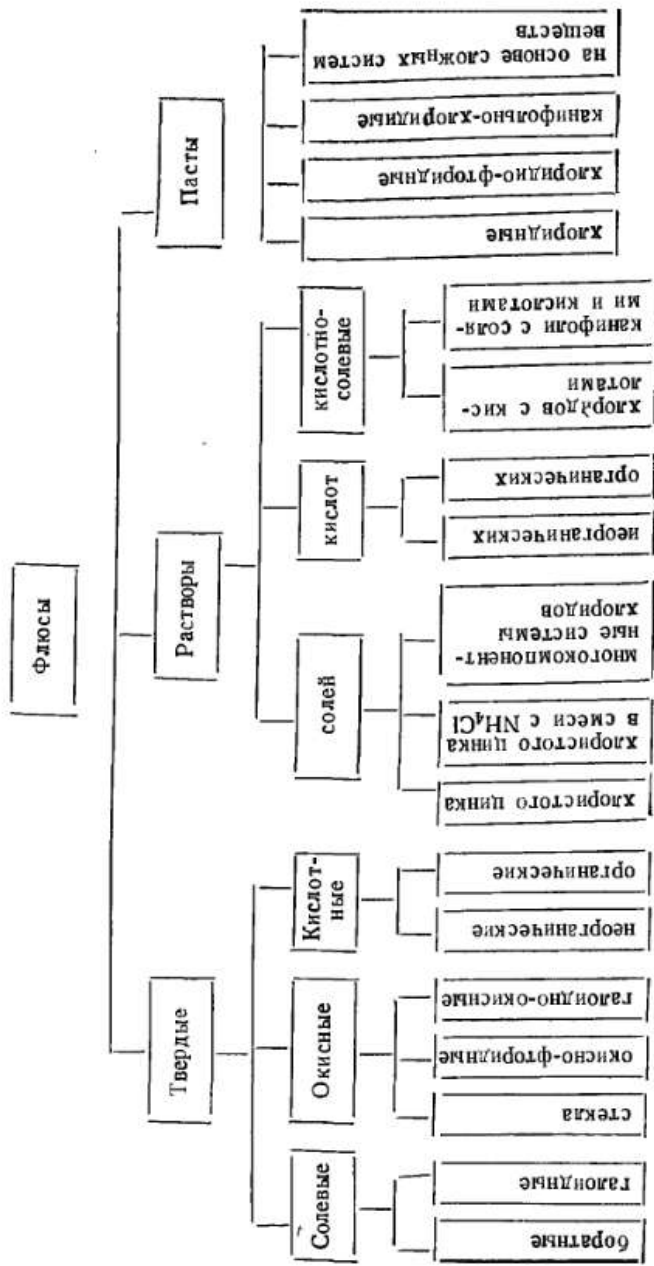 Флюсы
Твердые
Растворы
Пасты
Солевые
Окисные
Кислот-
ные
солей
кислот
кислотно-
солевые
боратные
галоидные
стекла
окисно-фторидные
галоидно-окисные
неорганические
органические
хлористого цинка
хлористого цинка
в смеси с NH₄Cl
многокомпонент-
ные системы
хлоридов
неорганических
органических
хлоридов с кис-
лотами
канифоли с соля-
ми и кислотами
хлоридные
хлоридно-фторидные
канифольно-хлоридные
на основе сложных систем
веществ